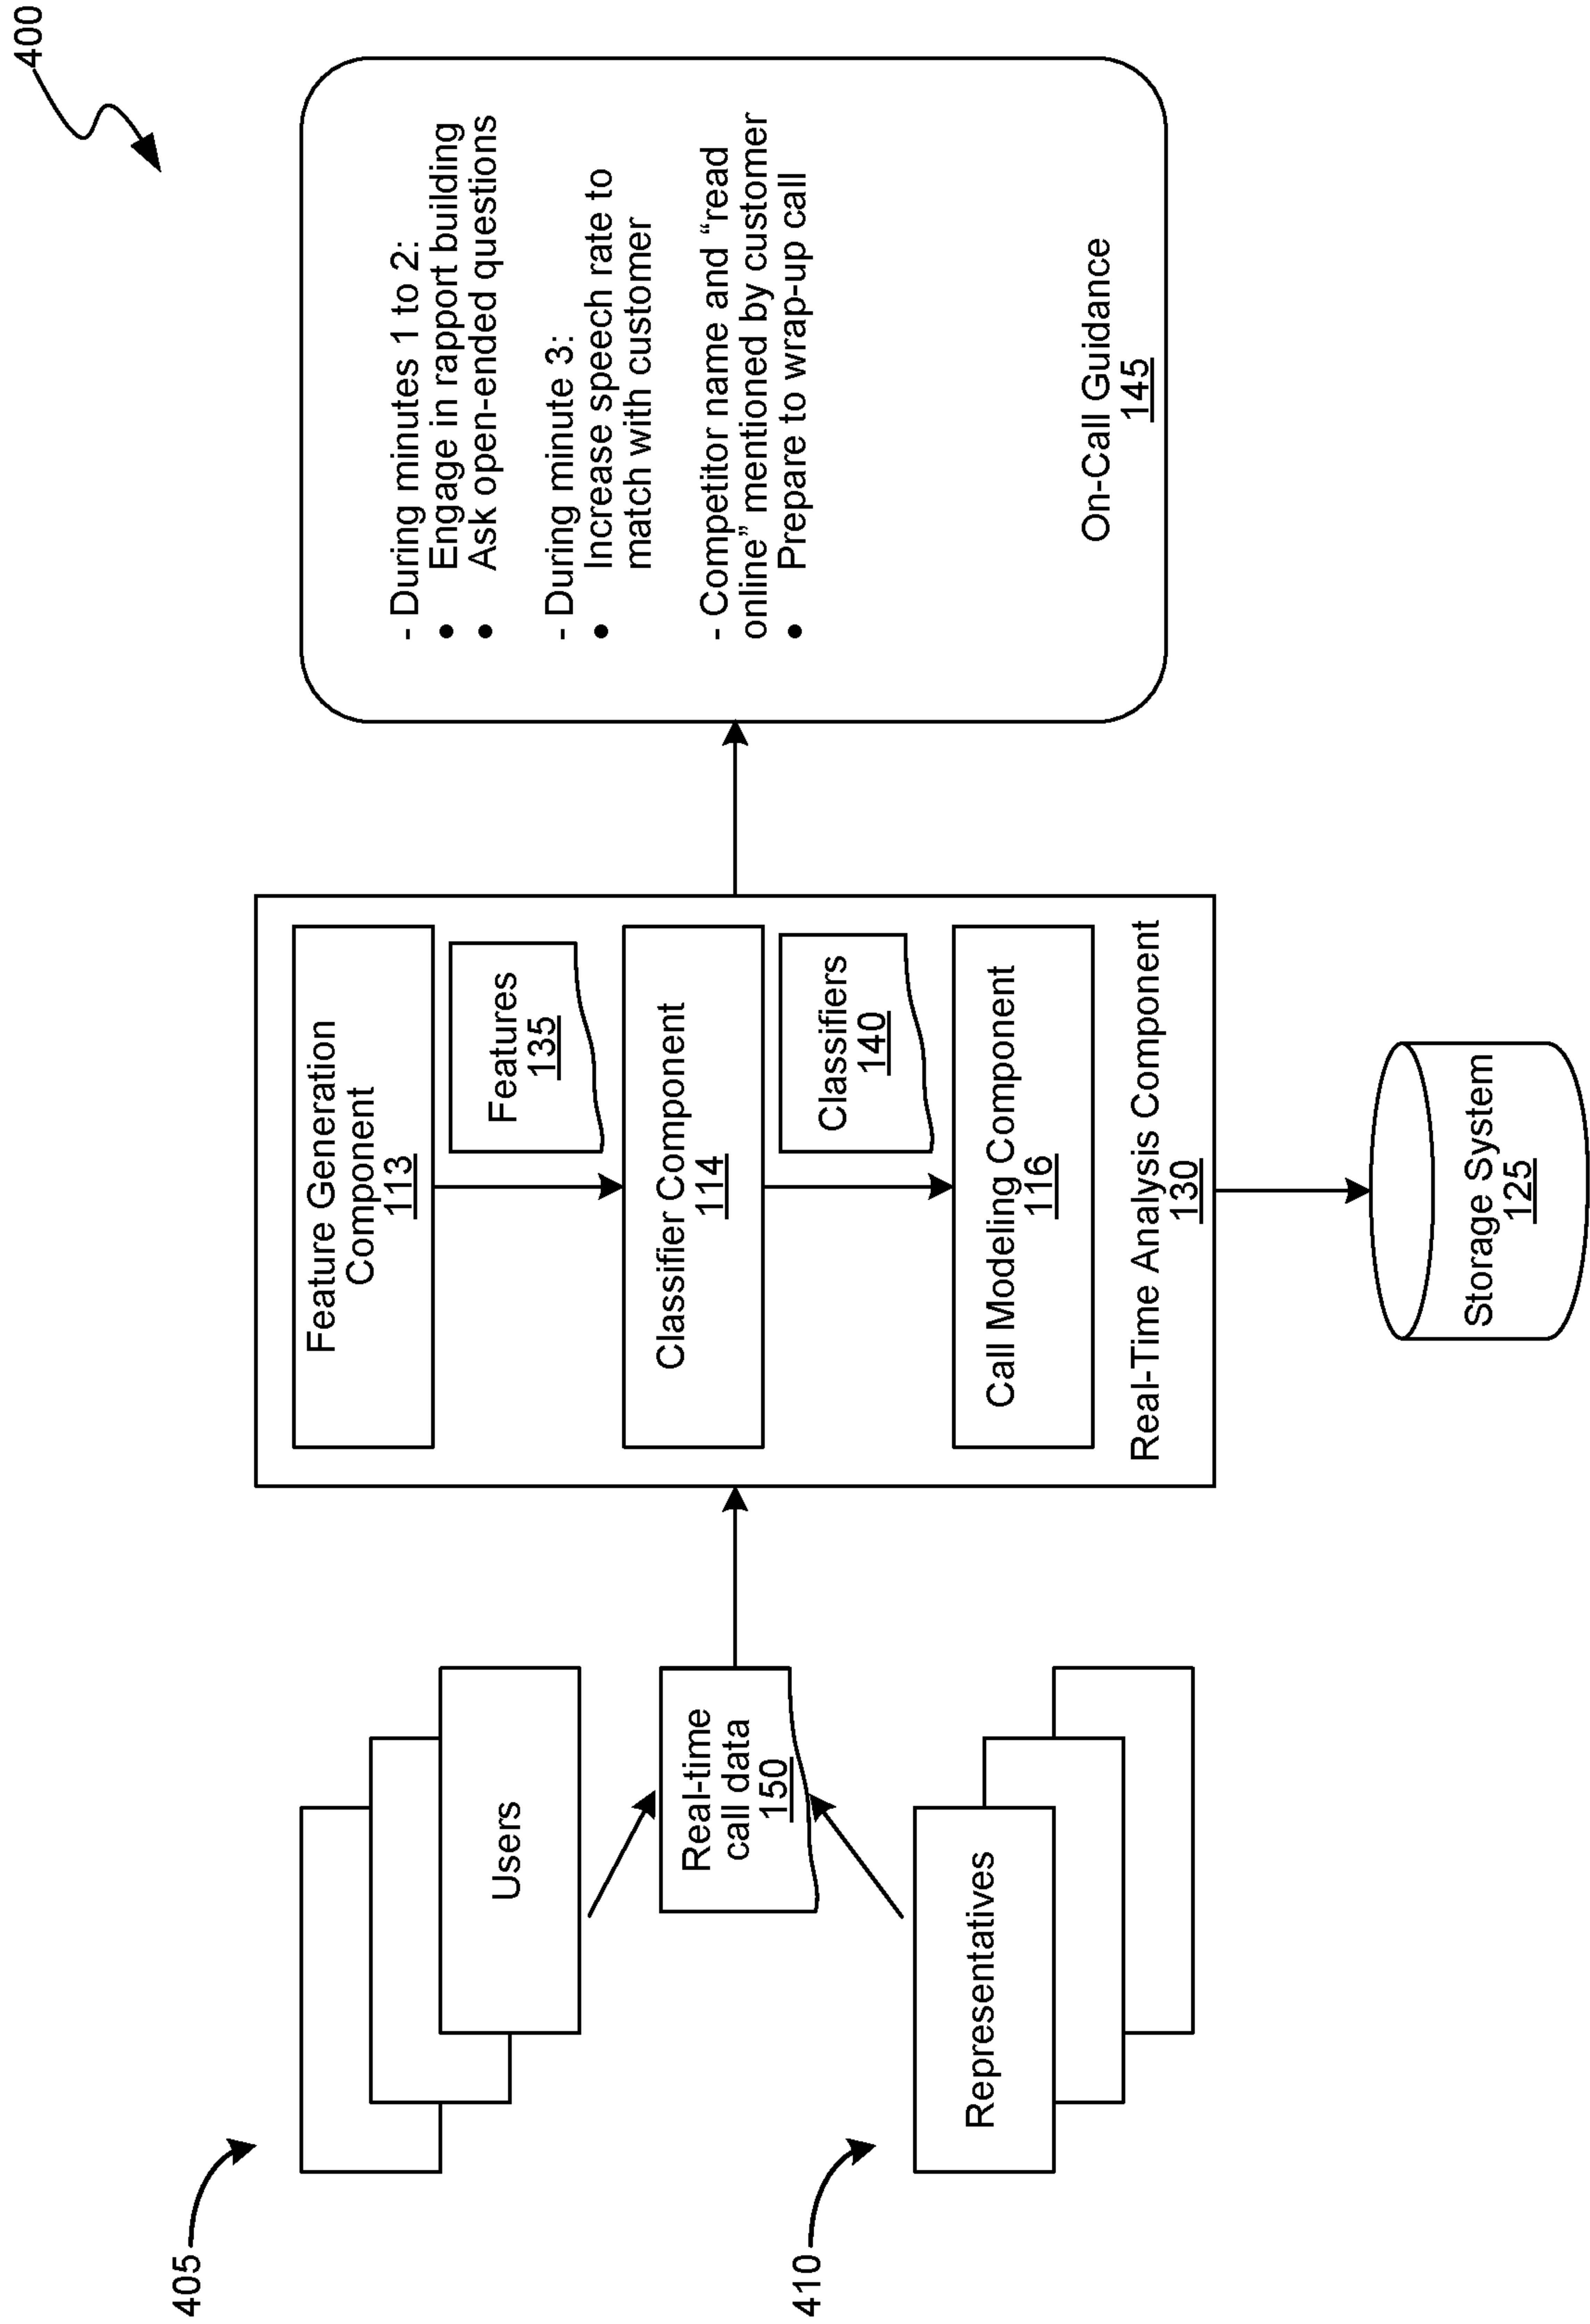 400
405
Users
Real-time
call data
150
410
Representatives
Feature Generation
Component
113
Features
135
Classifier Component
114
Classifiers
140
Call Modeling Component
116
Real-Time Analysis Component
130
Storage System
125
- During minutes 1 to 2:
• Engage in rapport building
• Ask open-ended questions
- During minute 3:
• Increase speech rate to
match with customer
- Competitor name and “read
online” mentioned by customer
• Prepare to wrap-up call
On-Call Guidance
145